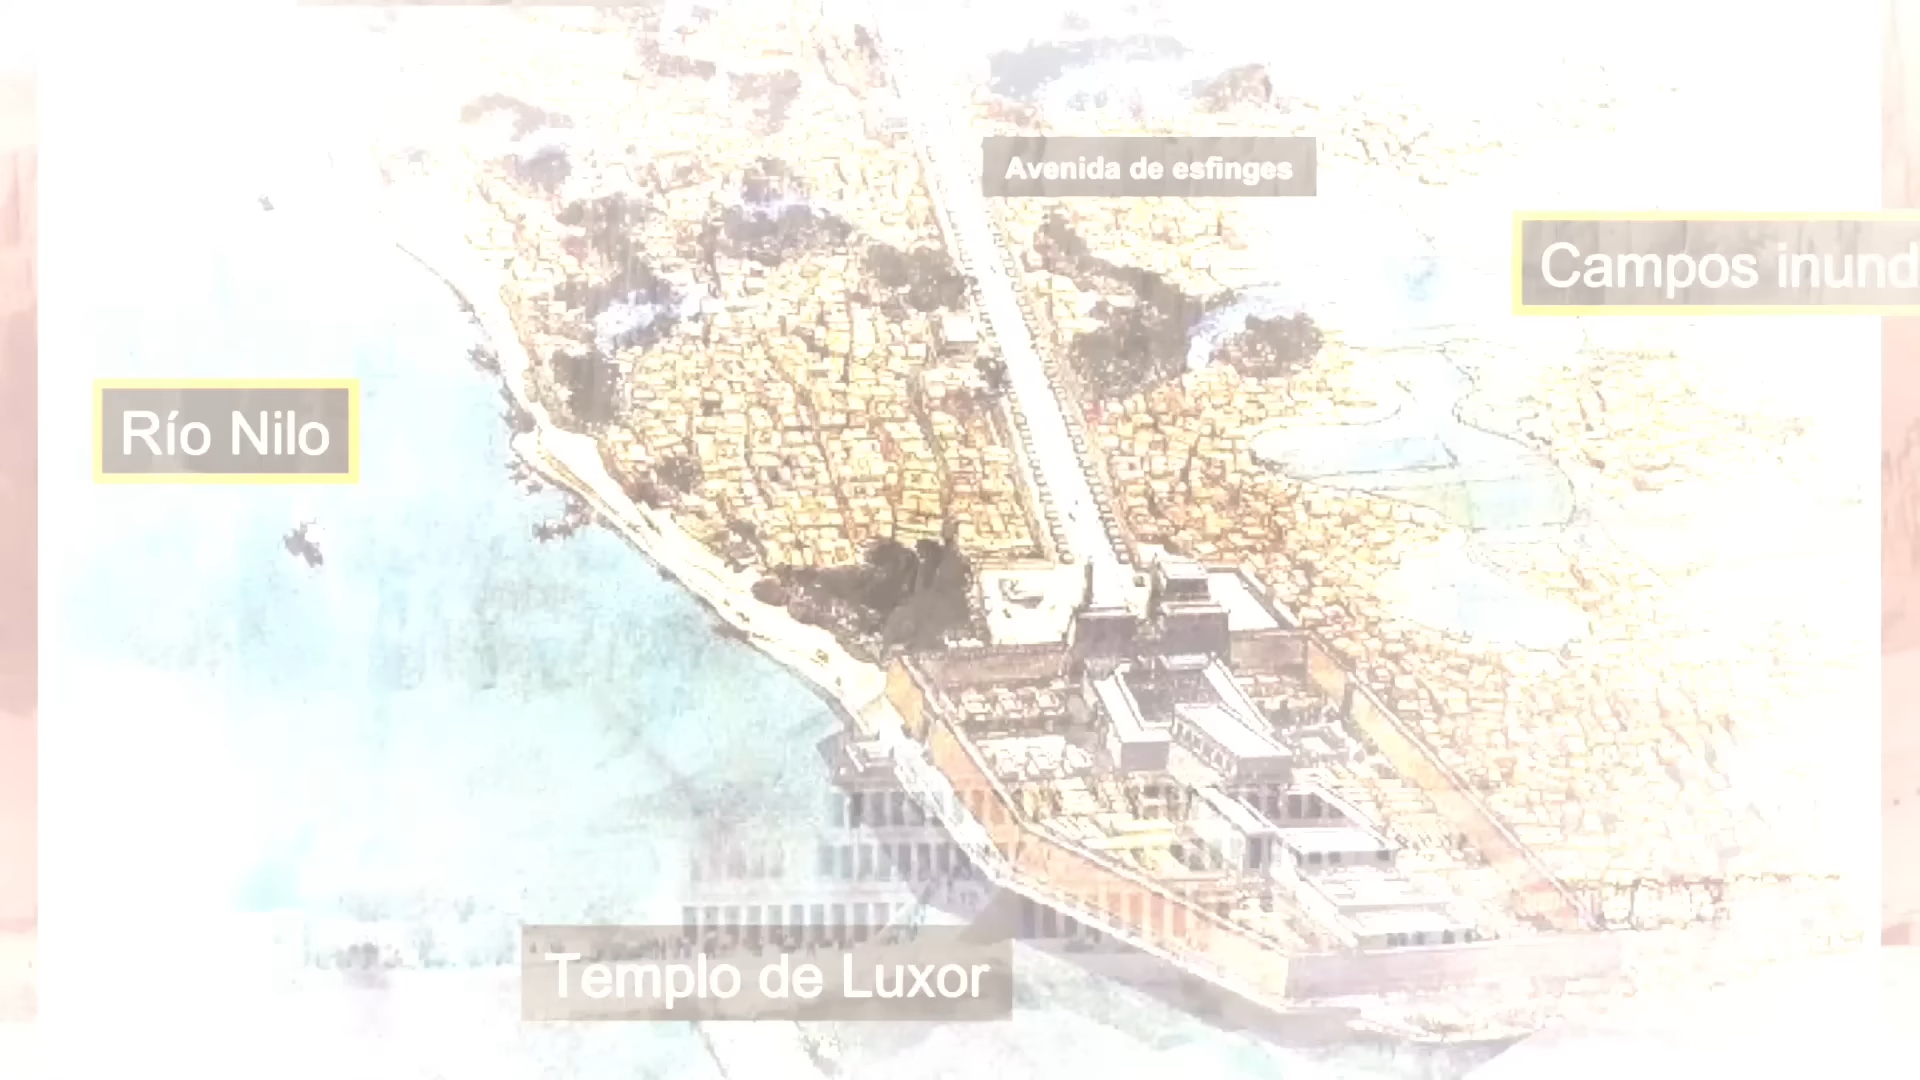 Avenida de esfinges
Campos inund
Río Nilo
Templo de Luxor